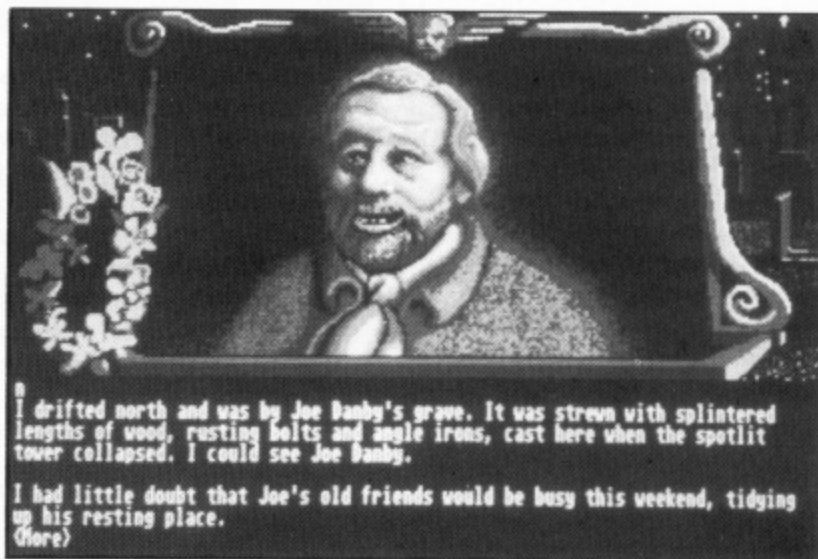 n
I drifted north and was by Joe Danby's grave. It was strewn with splintered
lengths of wood, rusting bolts and angle irons, cast here when the spotlit
tower collapsed. I could see Joe Danby.
I had little doubt that Joe's old friends would be busy this weekend, tidying
up his resting place.
<More>